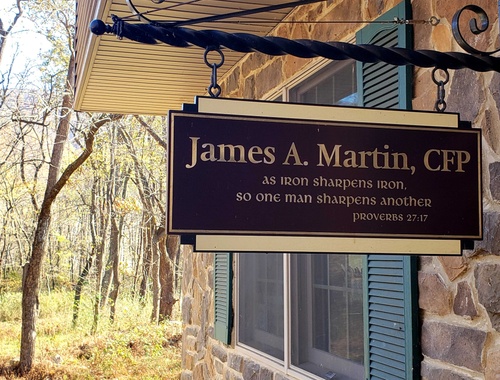 James A. Martin, CFP
as iron sharpens iron,
so one man sharpens another
proverbs 27:17